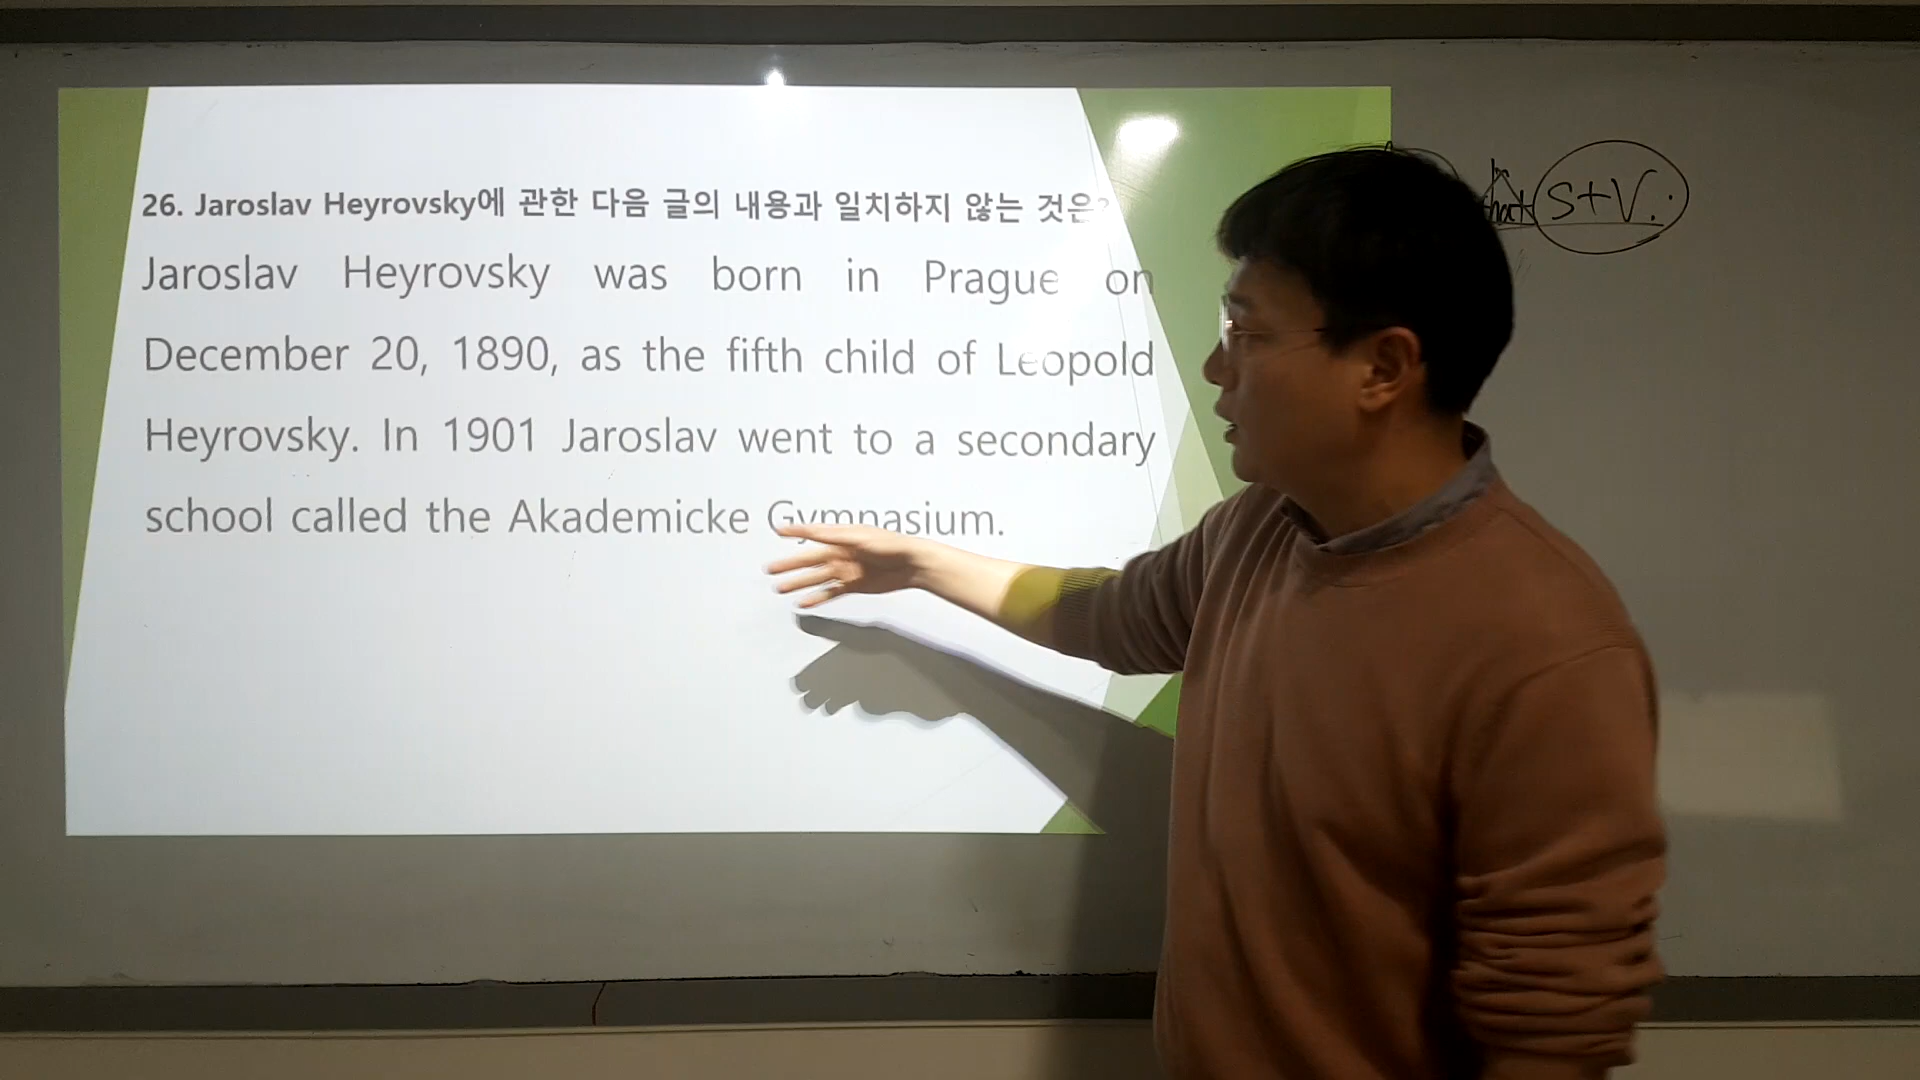 26. Jaroslav Heyrovsky에 관한 다음 글의 내용과 일치하지 않는 것은?
Jaroslav Heyrovsky was born in Prague on
December 20, 1890, as the fifth child of Leopold
Heyrovsky. In 1901 Jaroslav went to a secondary
school called the Akademicke Gymnasium.
that S+V.